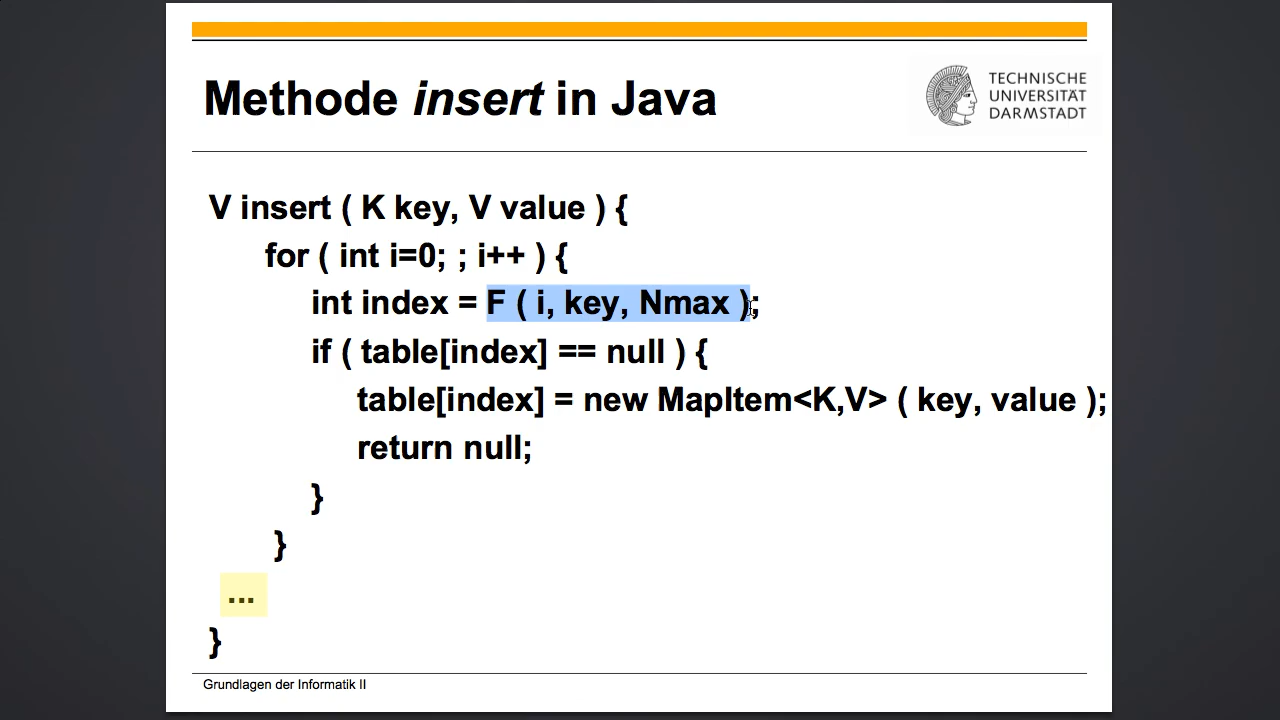 Methode insert in Java
TECHNISCHE
UNIVERSITÄT
DARMSTADT
V insert ( K key, V value ) {
for ( int i=0; ; i++ ) {
int index = F ( i, key, Nmax );
if ( table[index] == null ) {
table[index] = new MapItem<K,V> ( key, value );
return null;
}
}
...
}
Grundlagen der Informatik II